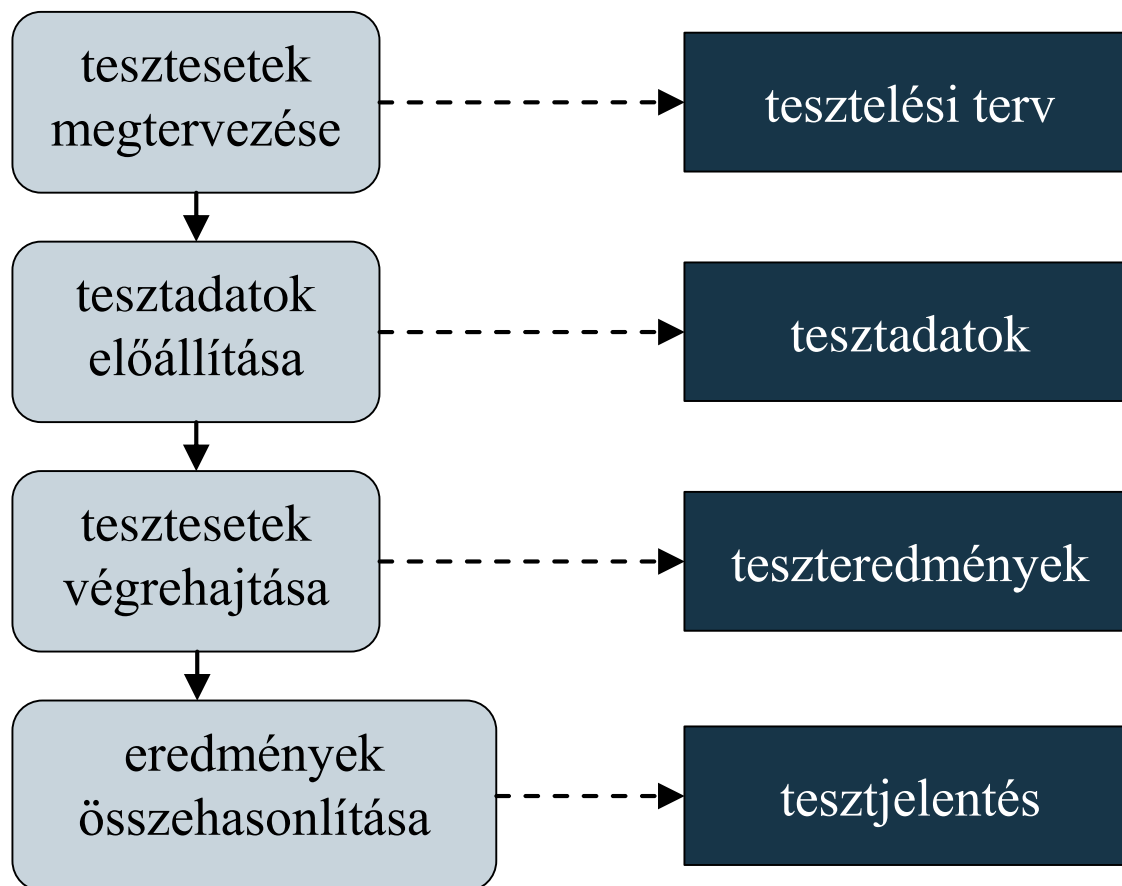 tesztesetek
megtervezése
tesztelési terv
tesztadatok
előállítása
tesztadatok
tesztesetek
végrehajtása
teszteredmények
eredmények
összehasonlítása
tesztjelentés